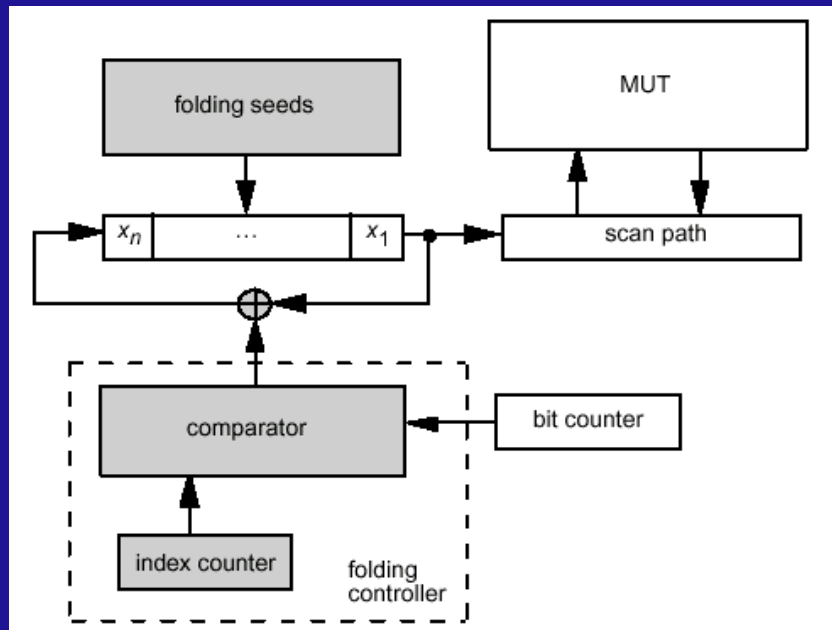 folding seeds
MUT
xn
...
x1
scan path
comparator
bit counter
index counter
folding
controller